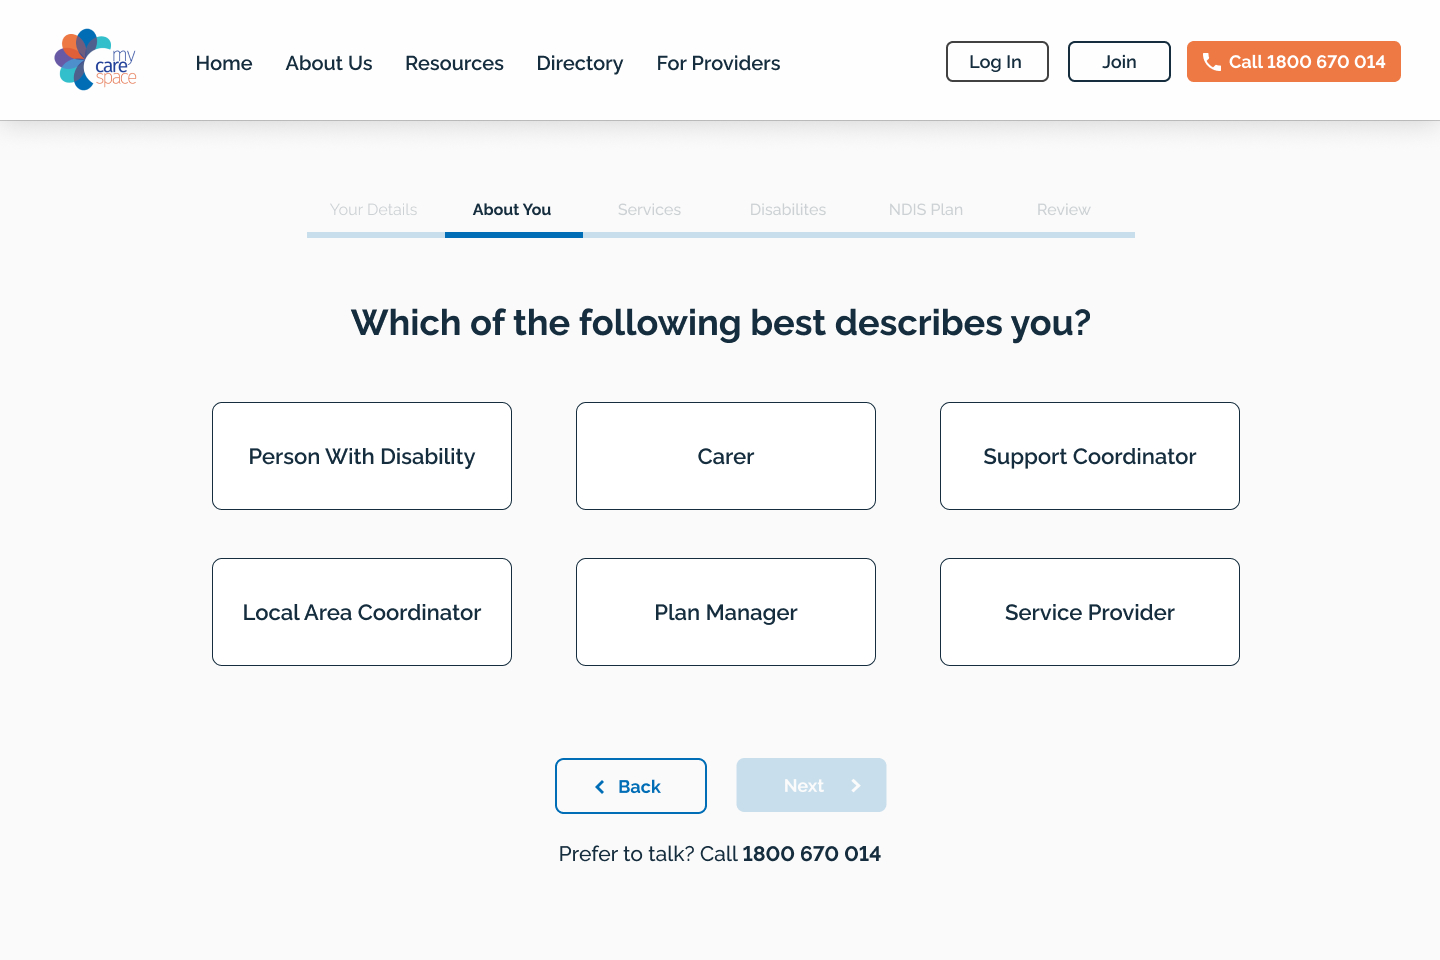 my
care
space
Home About Us Resources Directory For Providers Log In Join Call 1800 670 014
Your Details About You Services Disabilites NDIS Plan Review
Which of the following best describes you?
Person With Disability Carer Support Coordinator
Local Area Coordinator Plan Manager Service Provider
Back Next
Prefer to talk? Call 1800 670 014